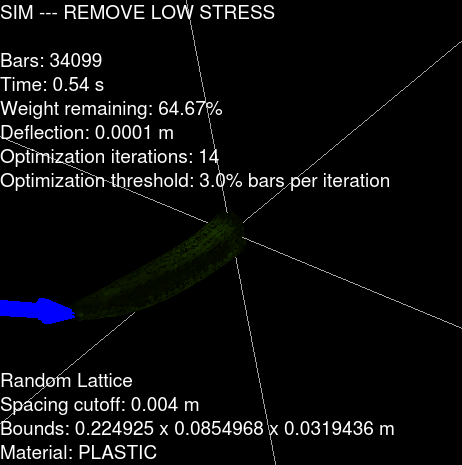 SIM --- REMOVE LOW STRESS
Bars: 34099
Time: 0.54 s
Weight remaining: 64.67%
Deflection: 0.0001 m
Optimization iterations: 14
Optimization threshold: 3.0% bars per iteration
Random Lattice
Spacing cutoff: 0.004 m
Bounds: 0.224925 x 0.0854968 x 0.0319436 m
Material: PLASTIC